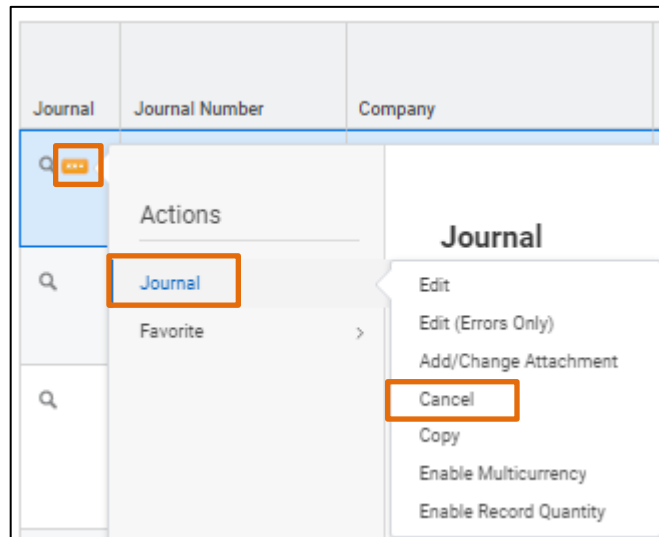 Journal Journal Number Company
Actions
Journal
Favorite
Journal
Edit
Edit (Errors Only)
Add/Change Attachment
Cancel
Copy
Enable Multicurrency
Enable Record Quantity